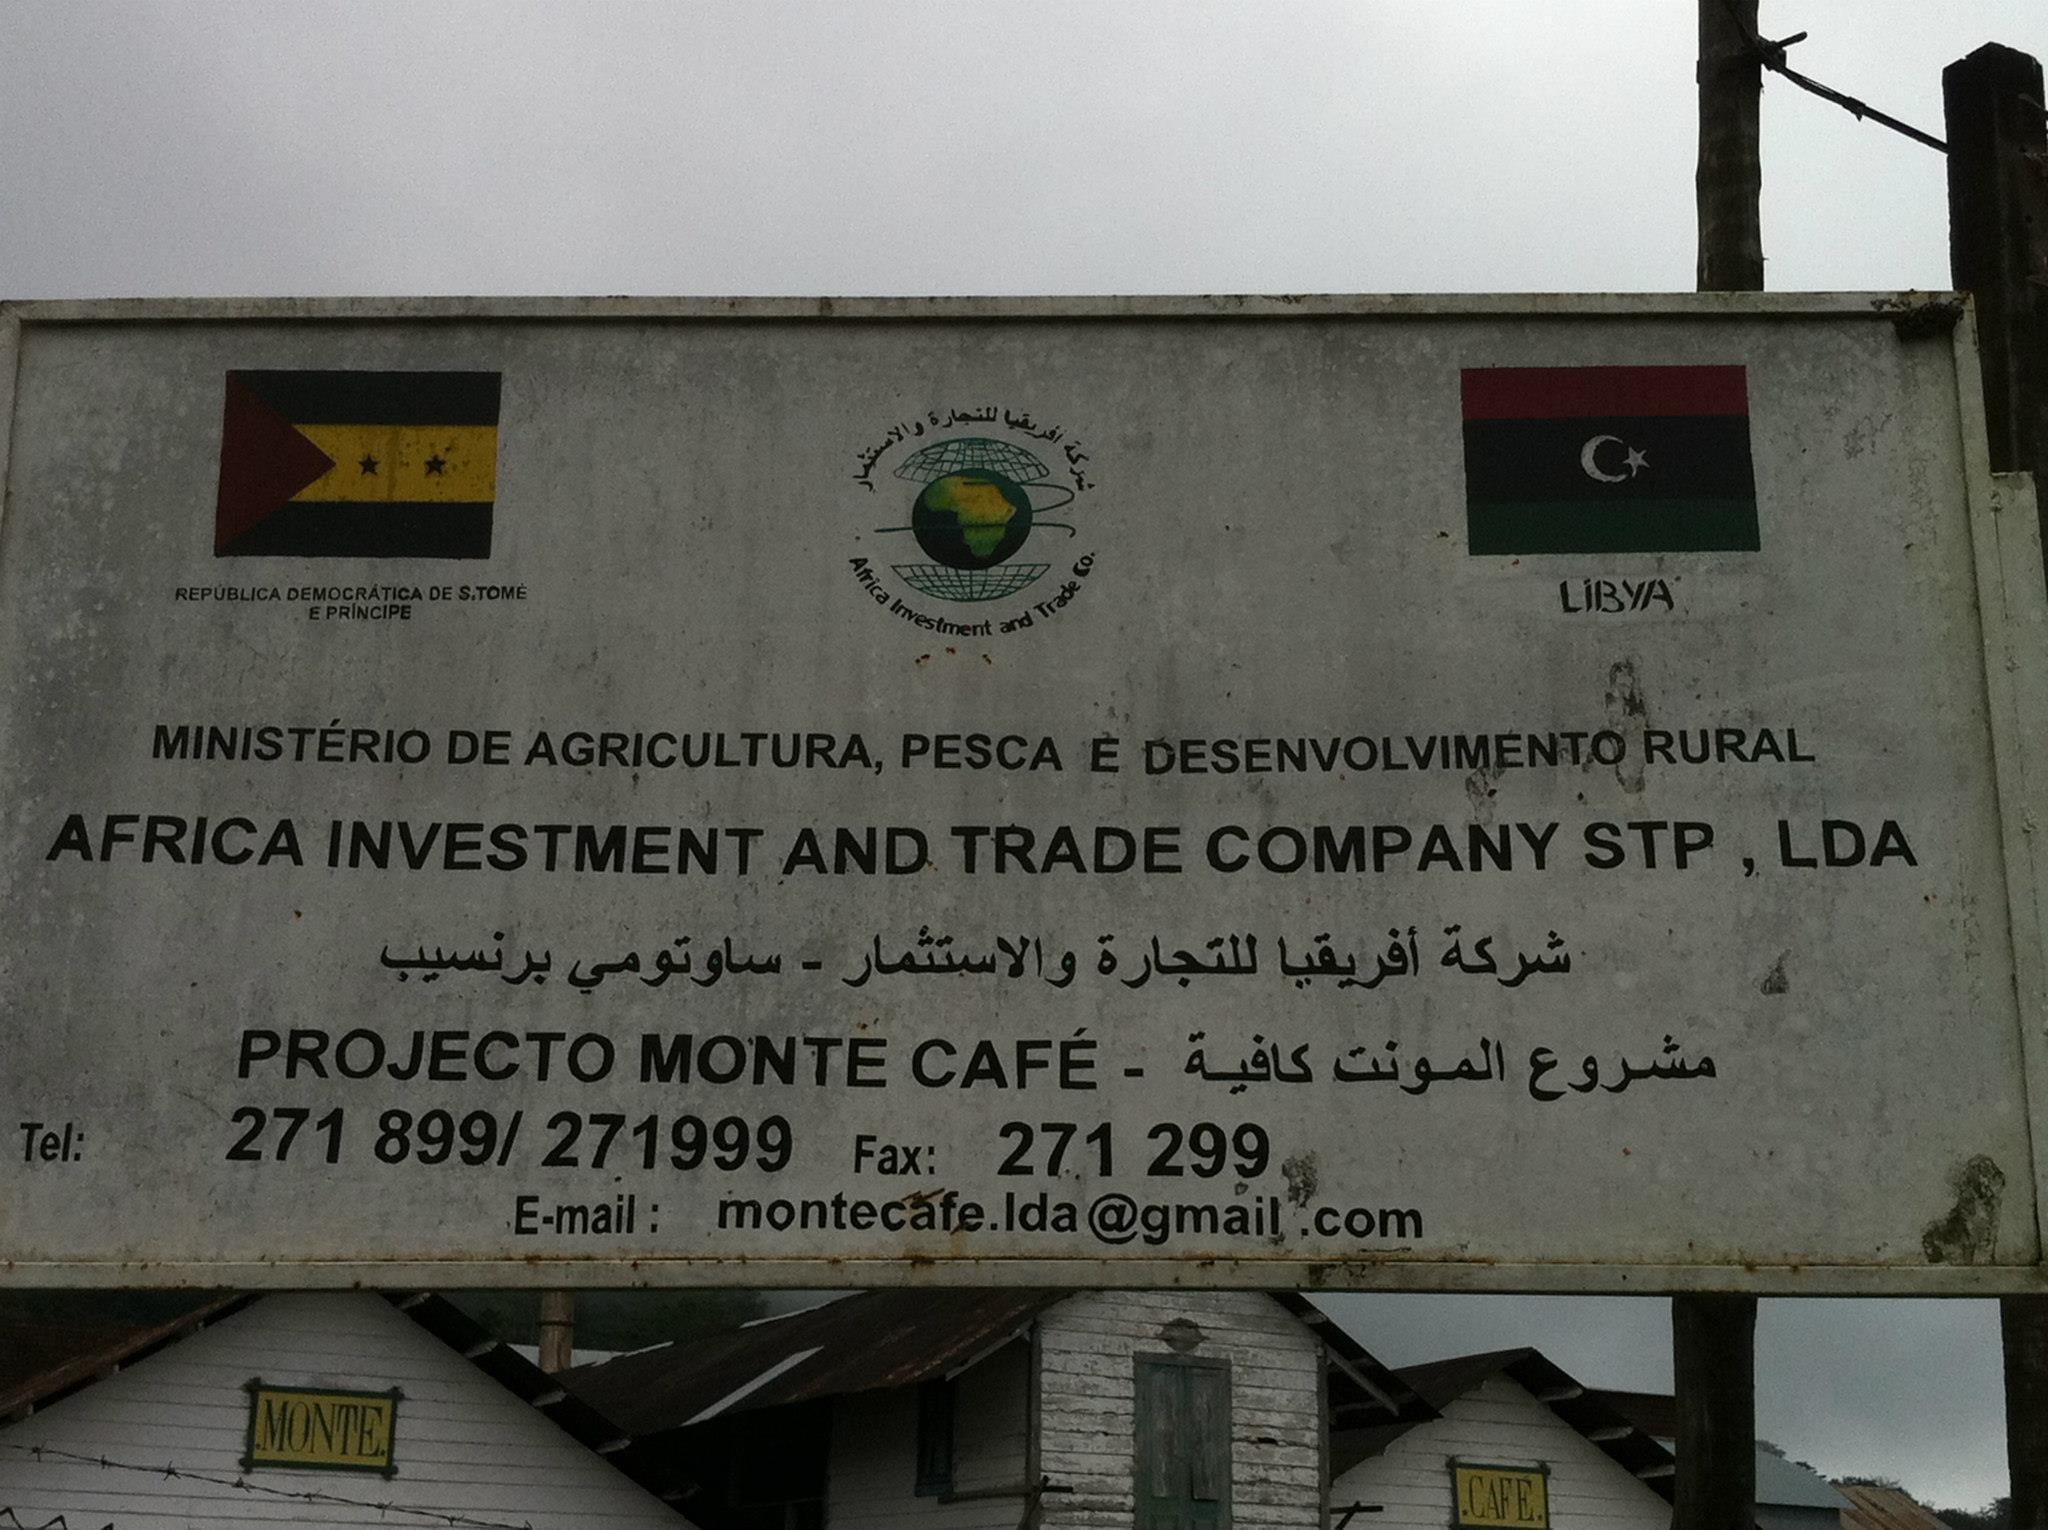 شركة أفريقيا للتجارة والاستثمار
Africa Investment and Trade Co.
REPÚBLICA DEMOCRÁTICA DE S.TOMÉ
E PRÍNCIPE
LIBYA
MINISTÉRIO DE AGRICULTURA, PESCA E DESENVOLVIMENTO RURAL
AFRICA INVESTMENT AND TRADE COMPANY STP , LDA
شركة أفريقيا للتجارة والاستثمار - ساوتومي برنسيب
PROJECTO MONTE CAFÉ - مشروع المونت كافية
Tel: 271 899/ 271999 Fax: 271 299
E-mail : montecafe.lda@gmail .com
.MONTE.
.CAFÉ.